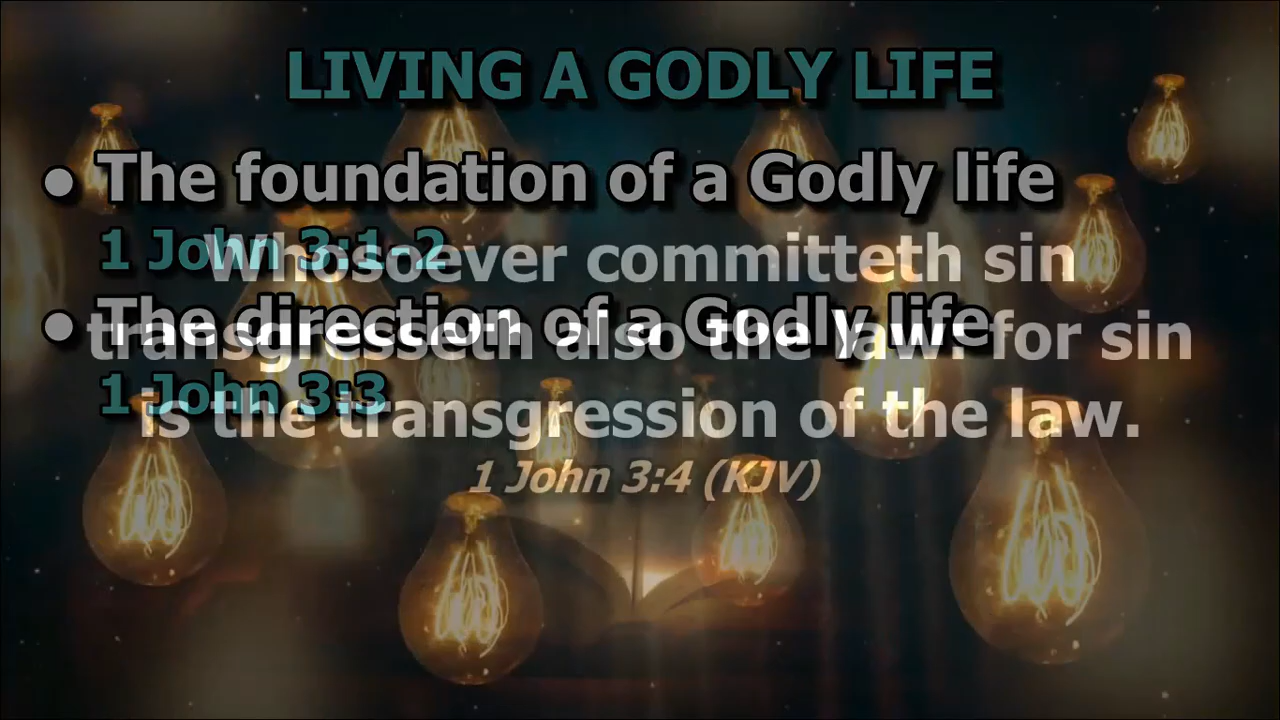 LIVING A GODLY LIFE
• The foundation of a Godly life
1 John 3:1-2
• The direction of a Godly life
1 John 3:3
Whosoever committeth sin
transgresseth also the law: for sin
is the transgression of the law.
1 John 3:4 (KJV)